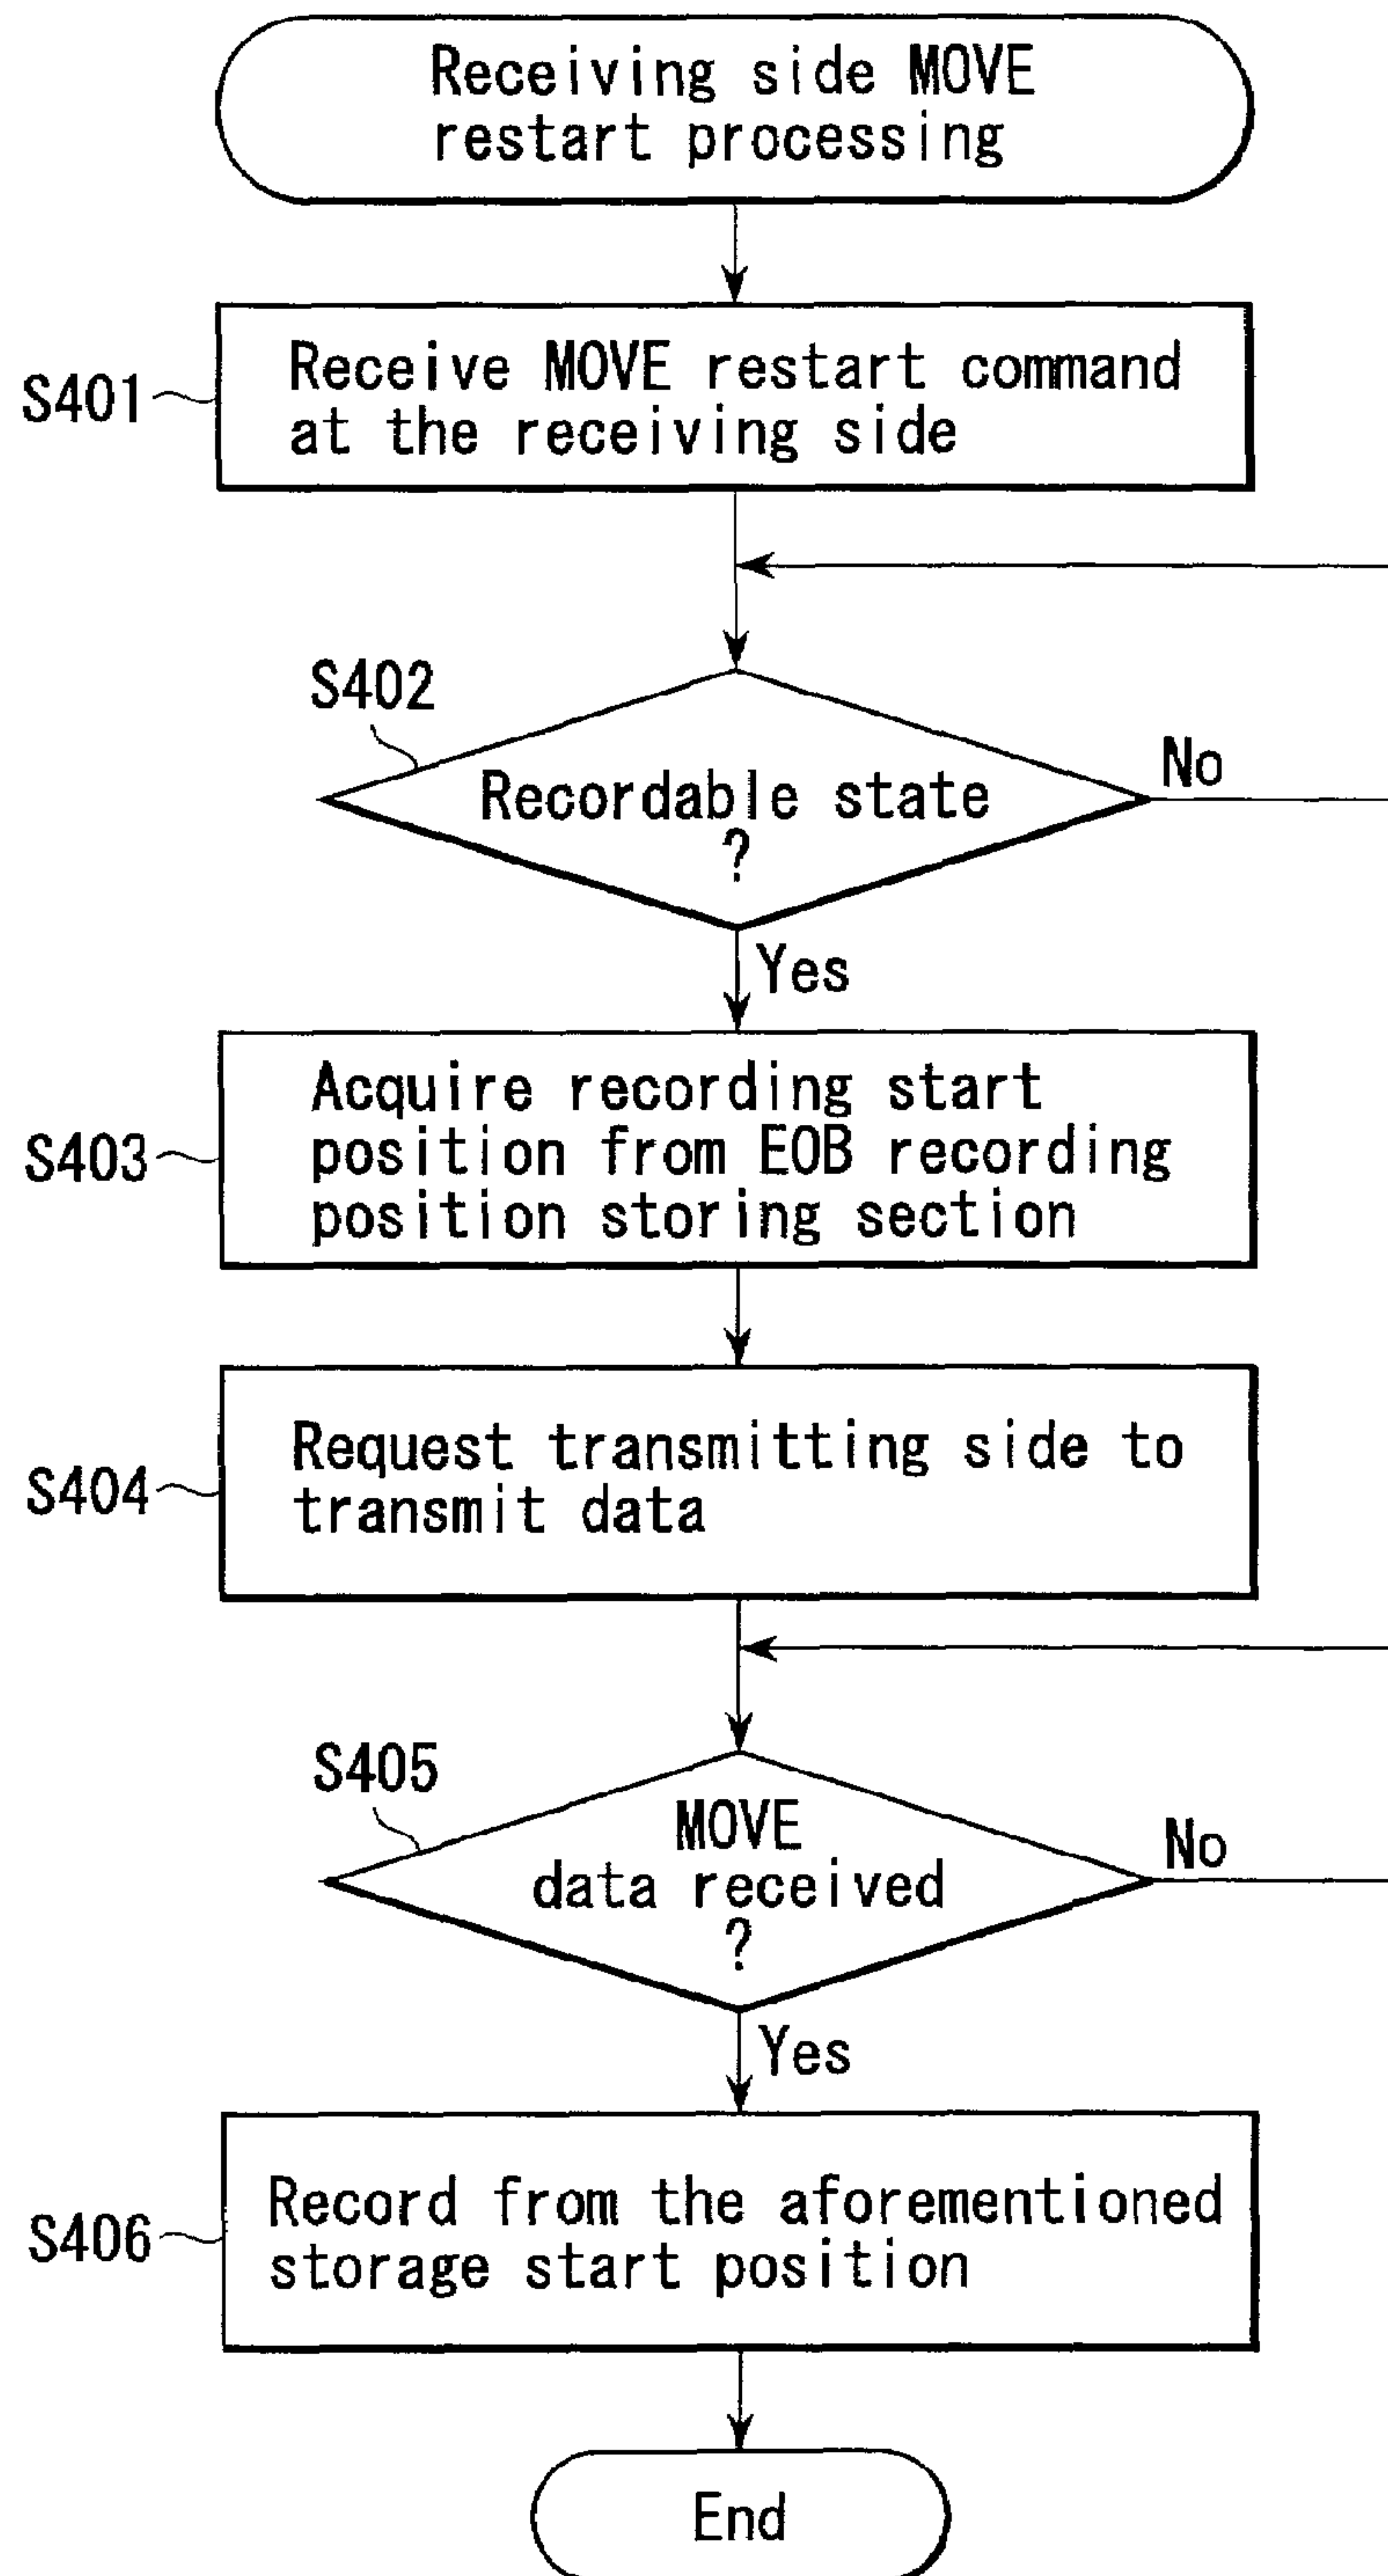 Receiving side MOVE
restart processing
S401
Receive MOVE restart command
at the receiving side
S402
Recordable state
?
No
Yes
S403
Acquire recording start
position from EOB recording
position storing section
S404
Request transmitting side to
transmit data
S405
MOVE
data received
?
No
Yes
S406
Record from the aforementioned
storage start position
End